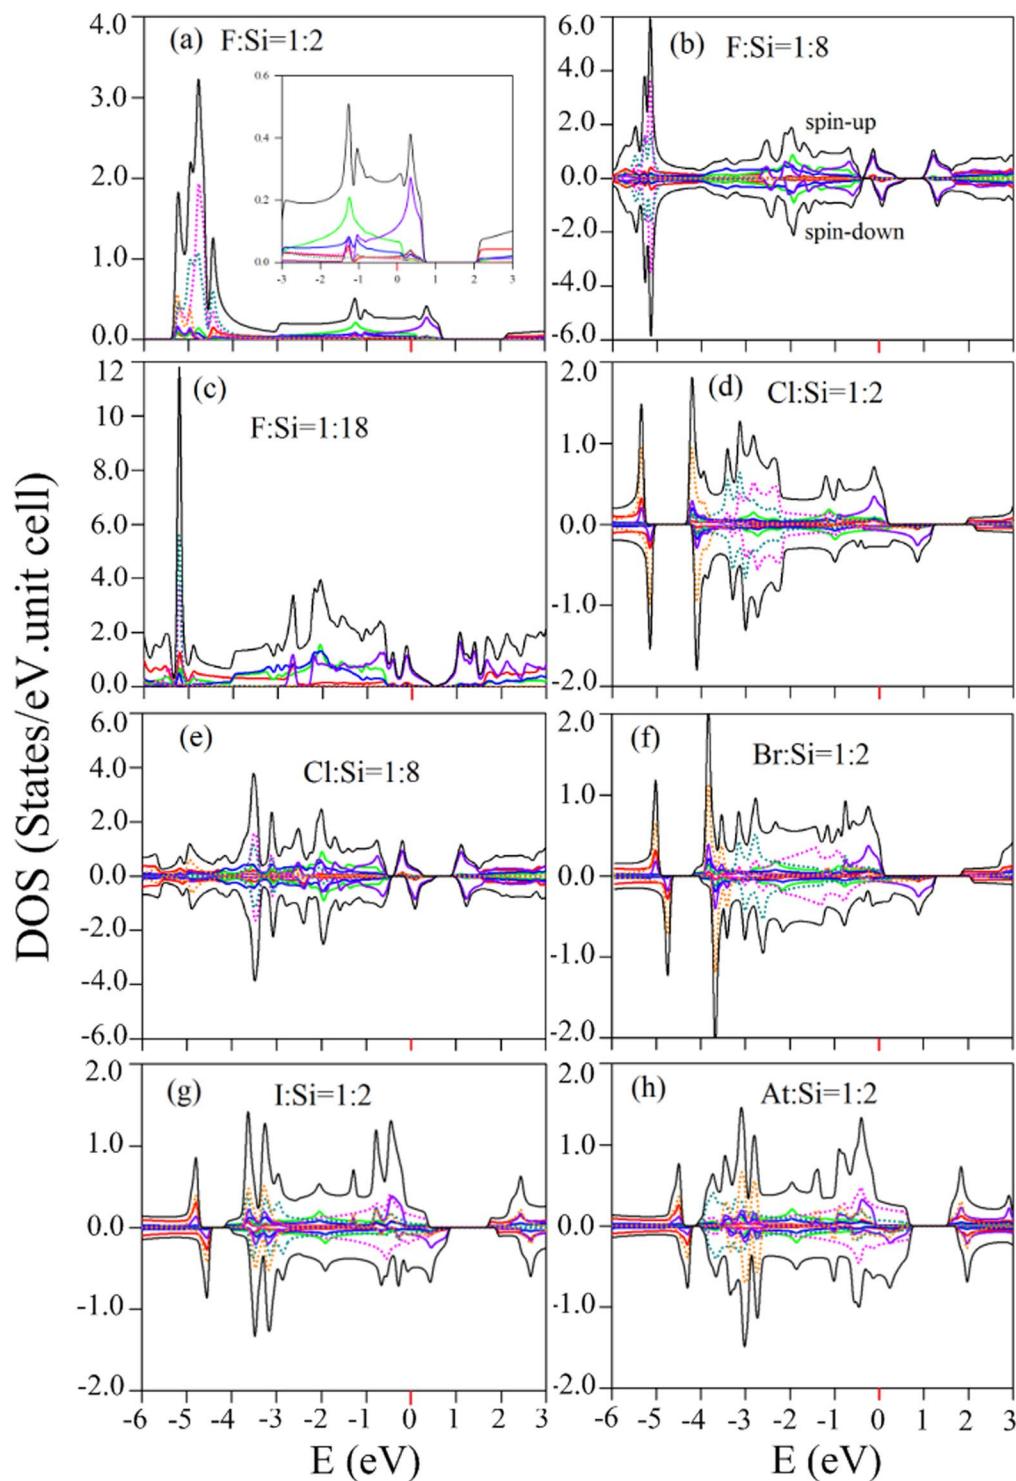 DOS (States/eV.unit cell)
(a) F:Si=1:2
4.0
3.0
2.0
1.0
0.0
0.6
0.4
0.2
0.0
-3 -2 -1 0 1 2 3
(b) F:Si=1:8
6.0
4.0
2.0
0.0
-2.0
-4.0
-6.0
spin-up
spin-down
(c)
F:Si=1:18
12
10
8.0
6.0
4.0
2.0
0.0
(d)
Cl:Si=1:2
2.0
1.0
0.0
-1.0
-2.0
(e)
Cl:Si=1:8
6.0
4.0
2.0
0.0
-2.0
-4.0
-6.0
(f)
Br:Si=1:2
2.0
1.0
0.0
-1.0
-2.0
(g)
I:Si=1:2
2.0
1.0
0.0
-1.0
-2.0
-6 -5 -4 -3 -2 -1 0 1 2 3
E (eV)
(h)
At:Si=1:2
2.0
1.0
0.0
-1.0
-2.0
-6 -5 -4 -3 -2 -1 0 1 2 3
E (eV)